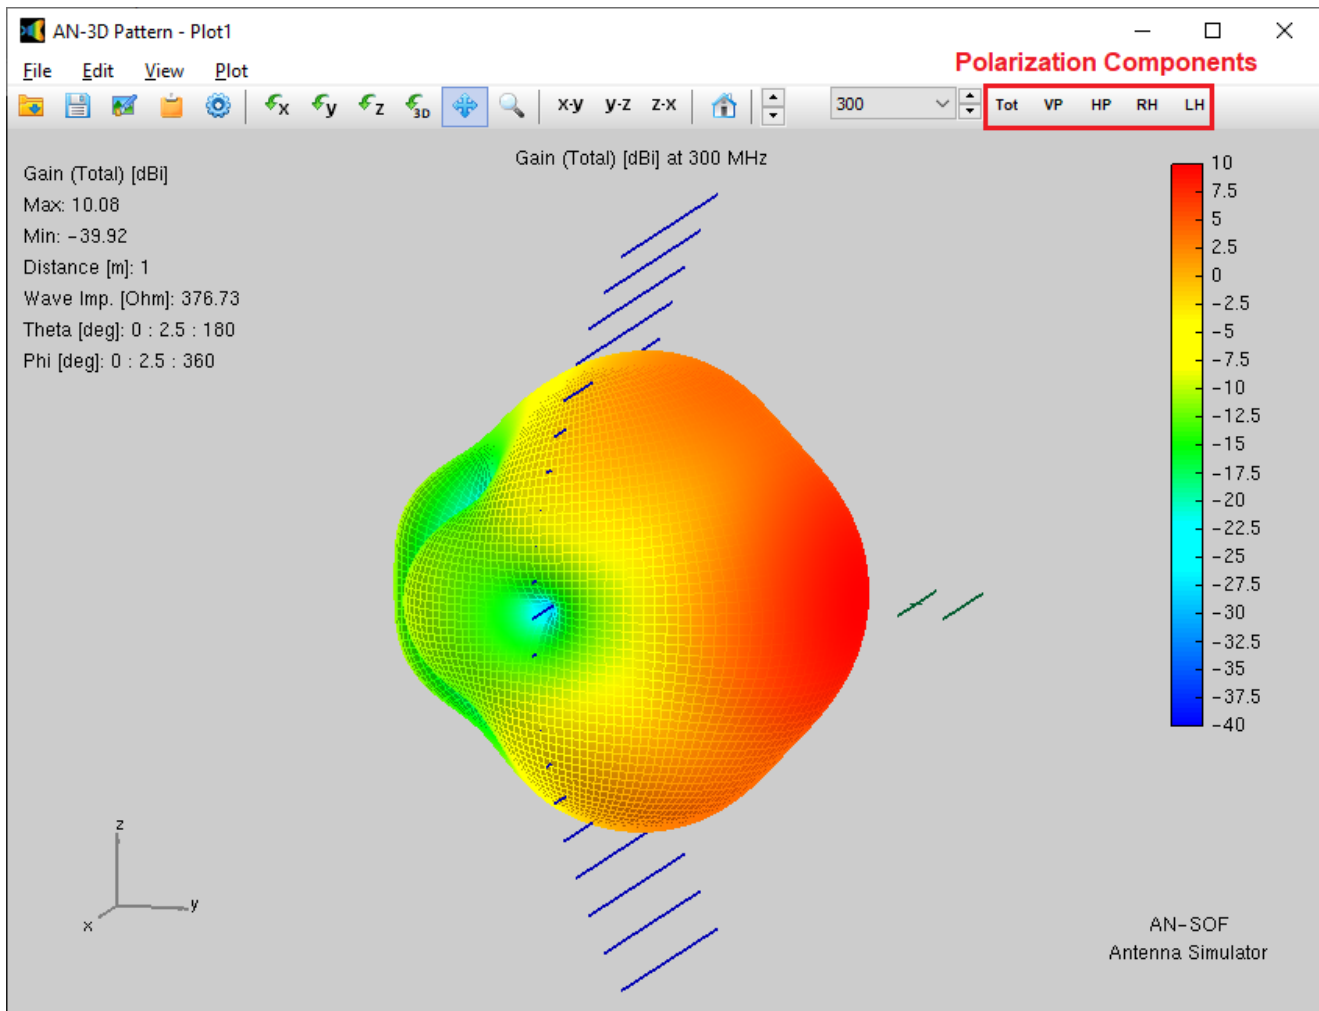 AN-3D Pattern - Plot1
File Edit View Plot
Polarization Components
x y z 3D x-y y-z z-x 300 Tot VP HP RH LH
Gain (Total) [dBi] at 300 MHz
Gain (Total) [dBi]
Max: 10.08
Min: -39.92
Distance [m]: 1
Wave Imp. [Ohm]: 376.73
Theta [deg]: 0 : 2.5 : 180
Phi [deg]: 0 : 2.5 : 360
10
7.5
5
2.5
0
-2.5
-5
-7.5
-10
-12.5
-15
-17.5
-20
-22.5
-25
-27.5
-30
-32.5
-35
-37.5
-40
z
y
x
AN-SOF
Antenna Simulator